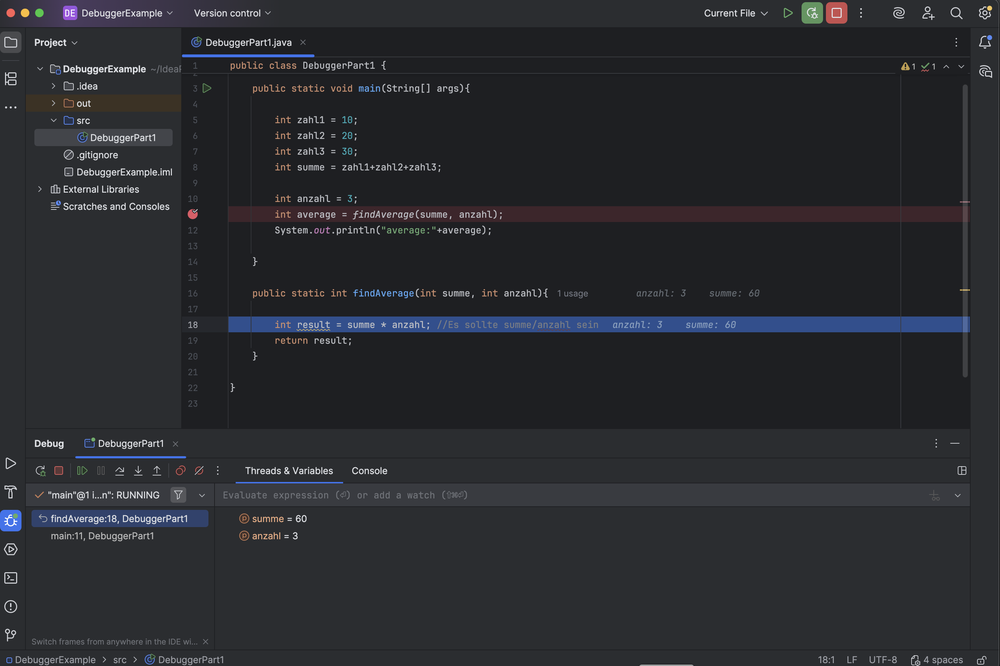 DE DebuggerExample Version control Current File
Project
DebuggerPart1.java
DebuggerExample ~/Idea
.idea
out
src
DebuggerPart1
.gitignore
DebuggerExample.iml
External Libraries
Scratches and Consoles
1 public class DebuggerPart1 { 1 1
2
3 public static void main(String[] args){
4
5 int zahl1 = 10;
6 int zahl2 = 20;
7 int zahl3 = 30;
8 int summe = zahl1+zahl2+zahl3;
9
10 int anzahl = 3;
int average = findAverage(summe, anzahl);
12 System.out.println("average:"+average);
13
14 }
15
16 public static int findAverage(int summe, int anzahl){ 1 usage anzahl: 3 summe: 60
17
18 int result = summe * anzahl; //Es sollte summe/anzahl sein anzahl: 3 summe: 60
19 return result;
20 }
21
22 }
23
Debug DebuggerPart1
Threads & Variables Console
"main"@1 i...n": RUNNING
Evaluate expression (⏎) or add a watch (⇧⌘⏎)
findAverage:18, DebuggerPart1
main:11, DebuggerPart1
summe = 60
anzahl = 3
Switch frames from anywhere in the IDE wi...
DebuggerExample > src > DebuggerPart1 18:1 LF UTF-8 4 spaces